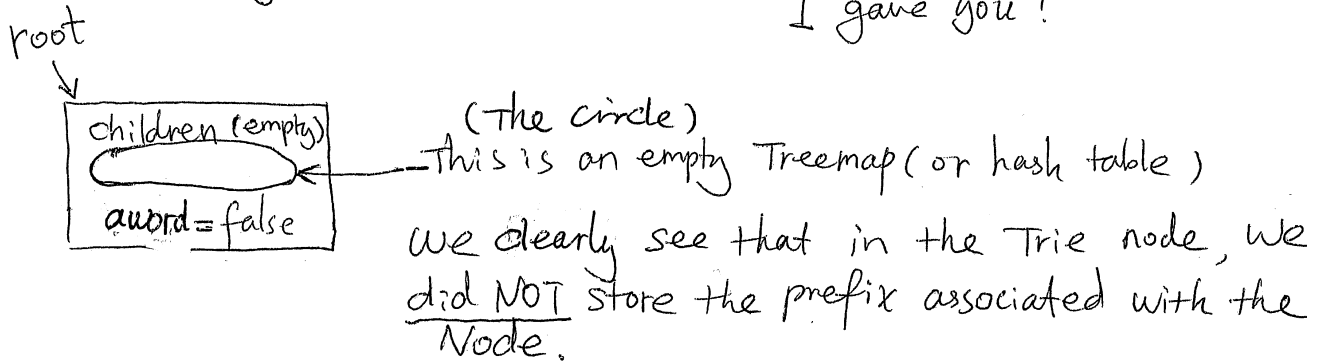 I gave you!
root
children (empty)
(The circle)
This is an empty Treemap (or hash table)
aword = false
We clearly see that in the Trie node, we
did NOT store the prefix associated with the
Node.